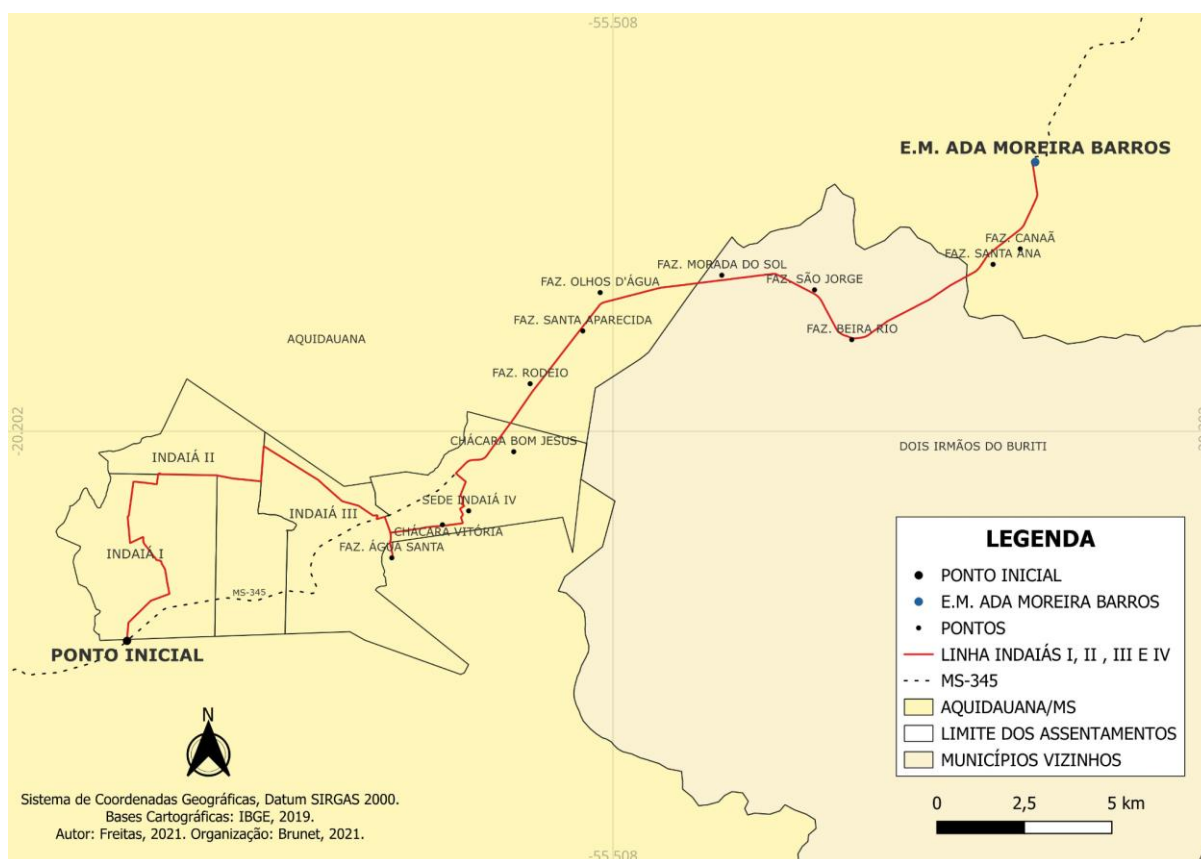 -55.508
E.M. ADA MOREIRA BARROS
FAZ. CANAÃ
FAZ. SANTA ANA
FAZ. MORADA DO SOL
FAZ. OLHOS D'ÁGUA
FAZ. SÃO JORGE
FAZ. SANTA APARECIDA
FAZ. BEIRA RIO
AQUIDAUANA
FAZ. RODEIO
-20.202
CHÁCARA BOM JESUS
DOIS IRMÃOS DO BURITI
INDAIÁ II
SEDE INDAIÁ IV
INDAIÁ III
CHÁCARA VITÓRIA
FAZ. ÁGUA SANTA
INDAIÁ I
MS-345
PONTO INICIAL
LEGENDA
PONTO INICIAL
E.M. ADA MOREIRA BARROS
PONTOS
LINHA INDAIÁS I, II , III E IV
MS-345
AQUIDAUANA/MS
LIMITE DOS ASSENTAMENTOS
MUNICÍPIOS VIZINHOS
N
Sistema de Coordenadas Geográficas, Datum SIRGAS 2000.
Bases Cartográficas: IBGE, 2019.
Autor: Freitas, 2021. Organização: Brunet, 2021.
0 2,5 5 km
-55.508